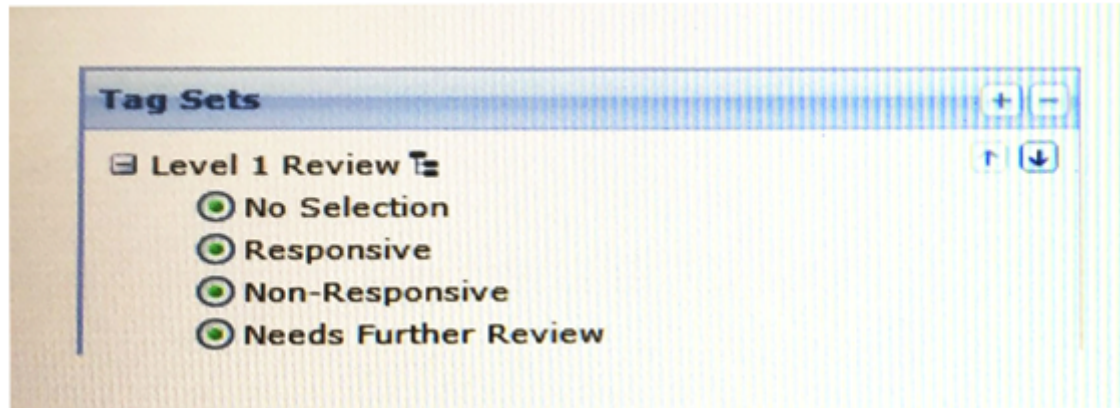 Tag Sets
Level 1 Review
No Selection
Responsive
Non-Responsive
Needs Further Review